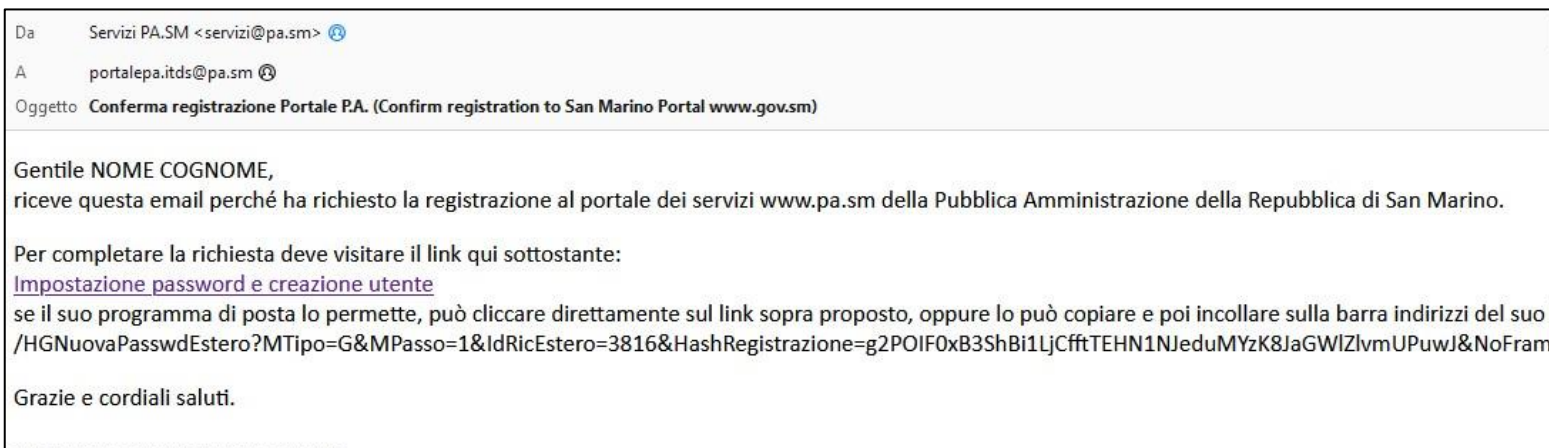 Da Servizi PA.SM <servizi@pa.sm>
A portalepa.itds@pa.sm
Oggetto Conferma registrazione Portale P.A. (Confirm registration to San Marino Portal www.gov.sm)
Gentile NOME COGNOME,
riceve questa email perché ha richiesto la registrazione al portale dei servizi www.pa.sm della Pubblica Amministrazione della Repubblica di San Marino.
Per completare la richiesta deve visitare il link qui sottostante:
Impostazione password e creazione utente
se il suo programma di posta lo permette, può cliccare direttamente sul link sopra proposto, oppure lo può copiare e poi incollare sulla barra indirizzi del suo
/HGNuovaPasswdEstero?MTipo=G&MPasso=1&IdRicEstero=3816&HashRegistrazione=g2POIF0xB3ShBi1LjCfftTEHN1NJeduMYzK8JaGWlZlvmUPuwJ&NoFram
Grazie e cordiali saluti.